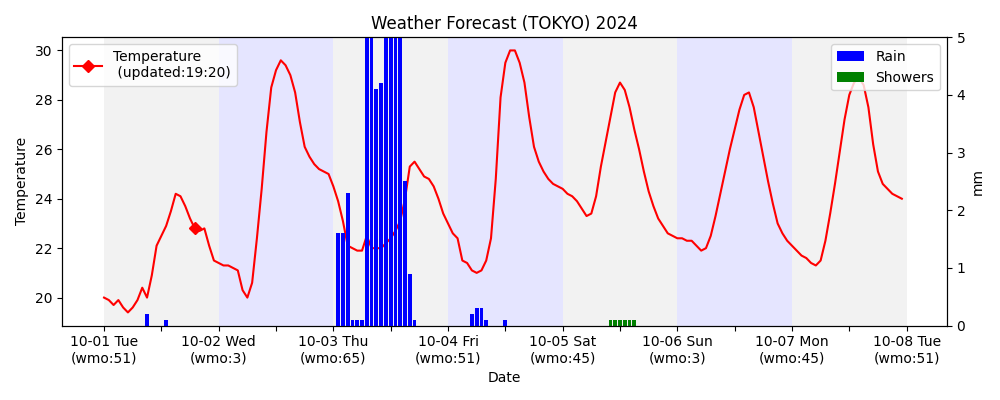 Weather Forecast (TOKYO) 2024
Temperature
(updated:19:20)
Rain
Showers
30
28
26
24
22
20
Temperature
5
4
3
2
1
0
mm
10-01 Tue
(wmo:51)
10-02 Wed
(wmo:3)
10-03 Thu
(wmo:65)
10-04 Fri
(wmo:51)
10-05 Sat
(wmo:45)
10-06 Sun
(wmo:3)
10-07 Mon
(wmo:45)
10-08 Tue
(wmo:51)
Date